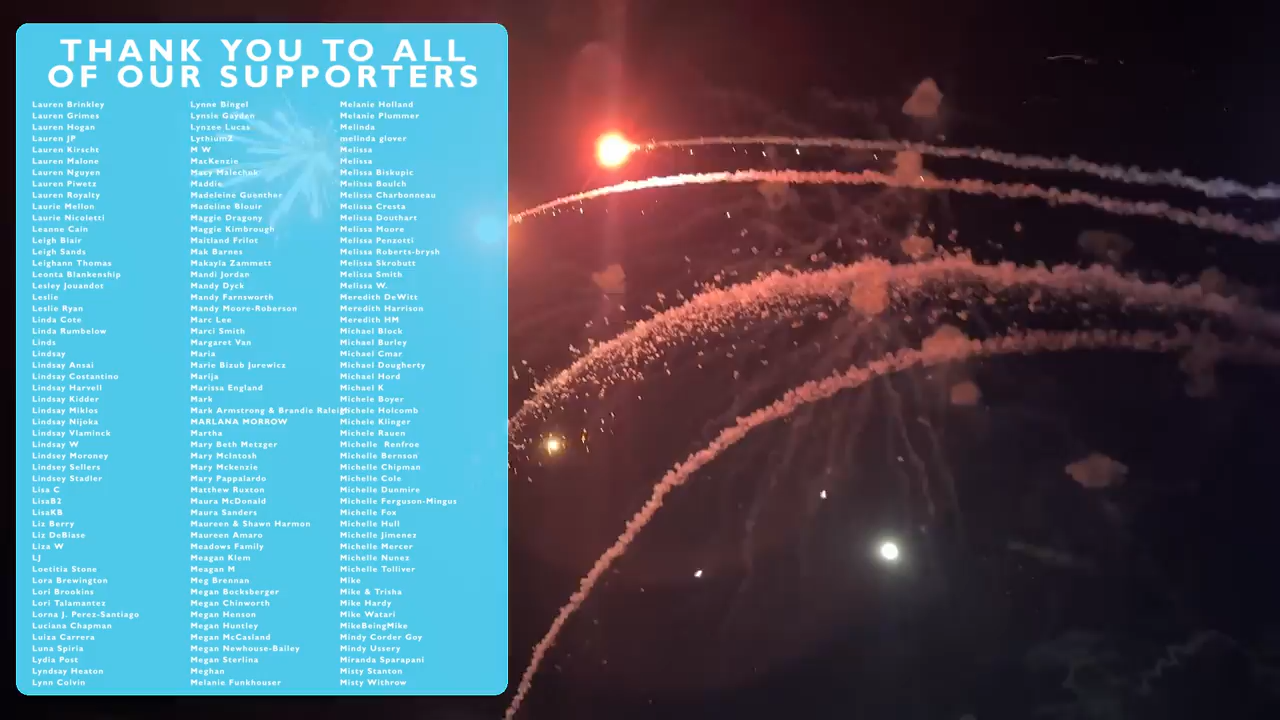 THANK YOU TO ALL
OF OUR SUPPORTERS
Lauren Brinkley
Lauren Grimes
Lauren Hogan
Lauren JP
Lauren Kirscht
Lauren Malone
Lauren Nguyen
Lauren Piwetz
Lauren Royalty
Laurie Mellon
Laurie Nicoletti
Leanne Cain
Leigh Blair
Leigh Sands
Leighann Thomas
Leonta Blankenship
Lesley Jouandot
Leslie
Leslie Ryan
Linda Cote
Linda Rumbelow
Linds
Lindsay
Lindsay Ansai
Lindsay Costantino
Lindsay Harvell
Lindsay Kidder
Lindsay Miklos
Lindsay Nijoka
Lindsay Vlaminck
Lindsay W
Lindsey Moroney
Lindsey Sellers
Lindsey Stadler
Lisa C
LisaB2
LisaKB
Liz Berry
Liz DeBiase
Liza W
LJ
Loetitia Stone
Lora Brewington
Lori Brookins
Lori Talamantez
Lorna J. Perez-Santiago
Luciana Chapman
Luiza Carrera
Luna Spiria
Lydia Post
Lyndsay Heaton
Lynn Colvin
Lynne Bingel
Lynsie Gayden
Lynzee Lucas
LythiumZ
M W
MacKenzie
Macy Malechuk
Maddie
Madeleine Guenther
Madeline Blouir
Maggie Dragony
Maggie Kimbrough
Maitland Frilot
Mak Barnes
Makayla Zammett
Mandi Jordan
Mandy Dyck
Mandy Farnsworth
Mandy Moore-Roberson
Marc Lee
Marci Smith
Margaret Van
Maria
Marie Bizub Jurewicz
Marija
Marissa England
Mark
Mark Armstrong & Brandie Raleigh
MARLANA MORROW
Martha
Mary Beth Metzger
Mary McIntosh
Mary Mckenzie
Mary Pappalardo
Matthew Ruxton
Maura McDonald
Maura Sanders
Maureen & Shawn Harmon
Maureen Amaro
Meadows Family
Meagan Klem
Meagan M
Meg Brennan
Megan Bocksberger
Megan Chinworth
Megan Henson
Megan Huntley
Megan McCasland
Megan Newhouse-Bailey
Megan Sterlina
Meghan
Melanie Funkhouser
Melanie Holland
Melanie Plummer
Melinda
melinda glover
Melissa
Melissa
Melissa Biskupic
Melissa Boulch
Melissa Charbonneau
Melissa Cresta
Melissa Douthart
Melissa Moore
Melissa Penzotti
Melissa Roberts-brysh
Melissa Skrobutt
Melissa Smith
Melissa W.
Meredith DeWitt
Meredith Harrison
Meredith HM
Michael Block
Michael Burley
Michael Cmar
Michael Dougherty
Michael Hord
Michael K
Michele Boyer
Michele Holcomb
Michele Klinger
Michele Rauen
Michelle  Renfroe
Michelle Bernson
Michelle Chipman
Michelle Cole
Michelle Dunmire
Michelle Ferguson-Mingus
Michelle Fox
Michelle Hull
Michelle Jimenez
Michelle Mercer
Michelle Nunez
Michelle Tolliver
Mike
Mike & Trisha
Mike Hardy
Mike Watari
MikeBeingMike
Mindy Corder Goy
Mindy Ussery
Miranda Sparapani
Misty Stanton
Misty Withrow